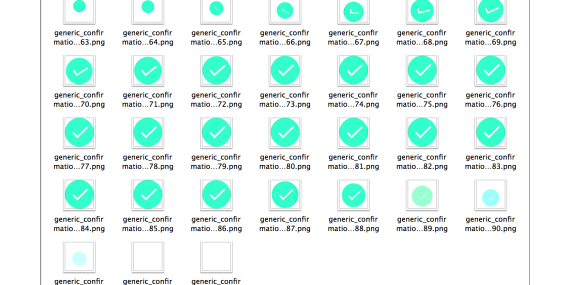 generic_confir generic_confir generic_confir generic_confir generic_confir generic_confir generic_confir
matio...63.png matio...64.png matio...65.png matio...66.png matio...67.png matio...68.png matio...69.png
generic_confir generic_confir generic_confir generic_confir generic_confir generic_confir generic_confir
matio...70.png matio...71.png matio...72.png matio...73.png matio...74.png matio...75.png matio...76.png
generic_confir generic_confir generic_confir generic_confir generic_confir generic_confir generic_confir
matio...77.png matio...78.png matio...79.png matio...80.png matio...81.png matio...82.png matio...83.png
generic_confir generic_confir generic_confir generic_confir generic_confir generic_confir generic_confir
matio...84.png matio...85.png matio...86.png matio...87.png matio...88.png matio...89.png matio...90.png
generic_confir generic_confir generic_confir